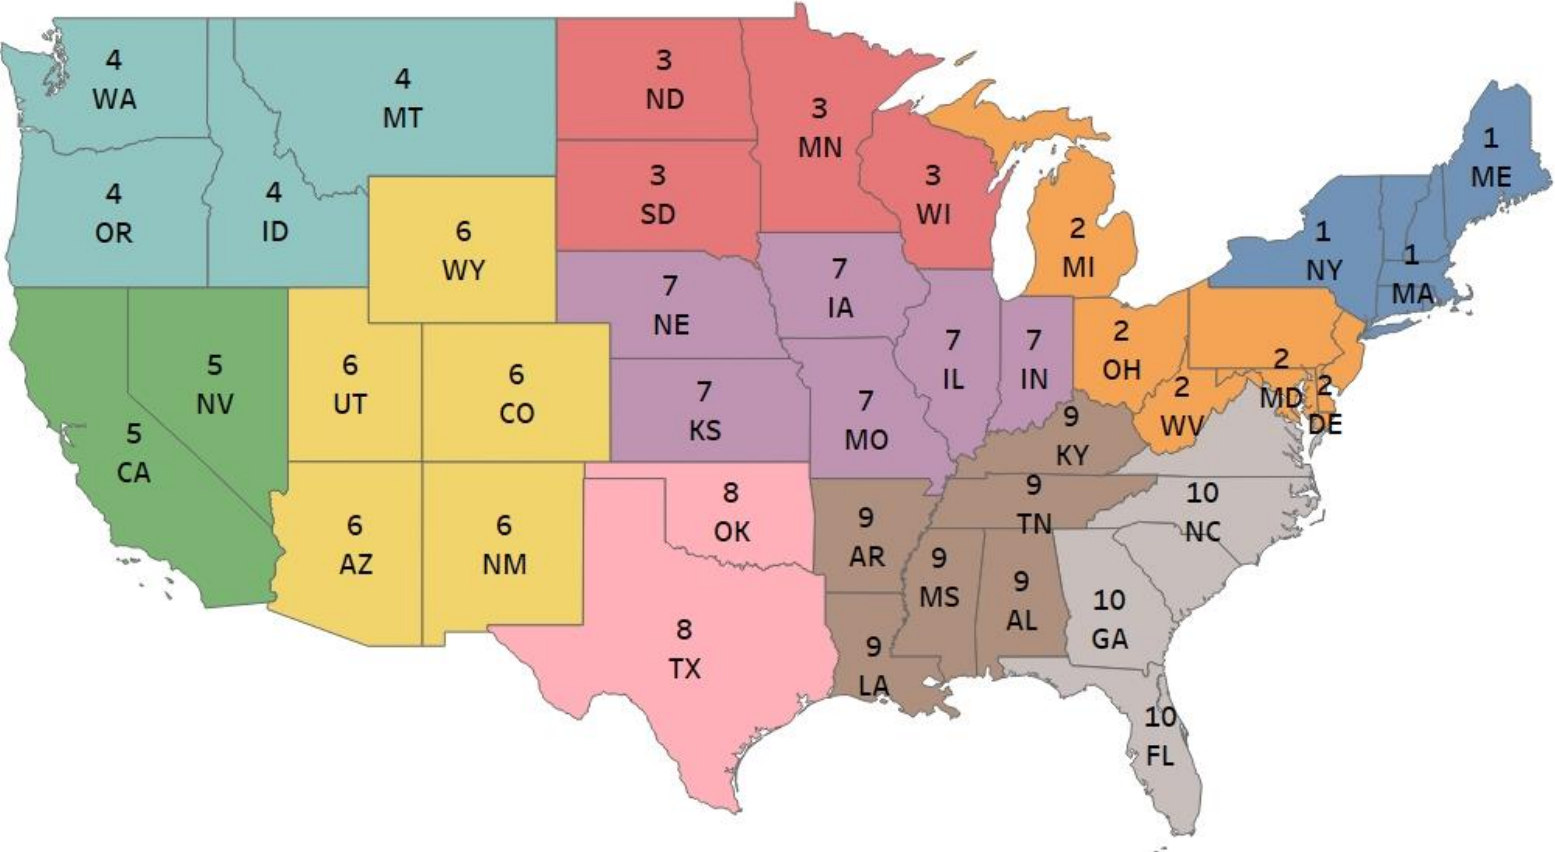 4
WA
4
MT
3
ND
3
MN
1
ME
4
OR
4
ID
6
WY
3
SD
3
WI
2
MI
1
NY
1
MA
5
NV
6
UT
6
CO
7
NE
7
IA
7
IL
7
IN
2
OH
2
WV
2
MD
2
DE
5
CA
7
KS
7
MO
9
KY
6
AZ
6
NM
8
OK
9
AR
9
TN
10
NC
8
TX
9
MS
9
AL
10
GA
9
LA
10
FL